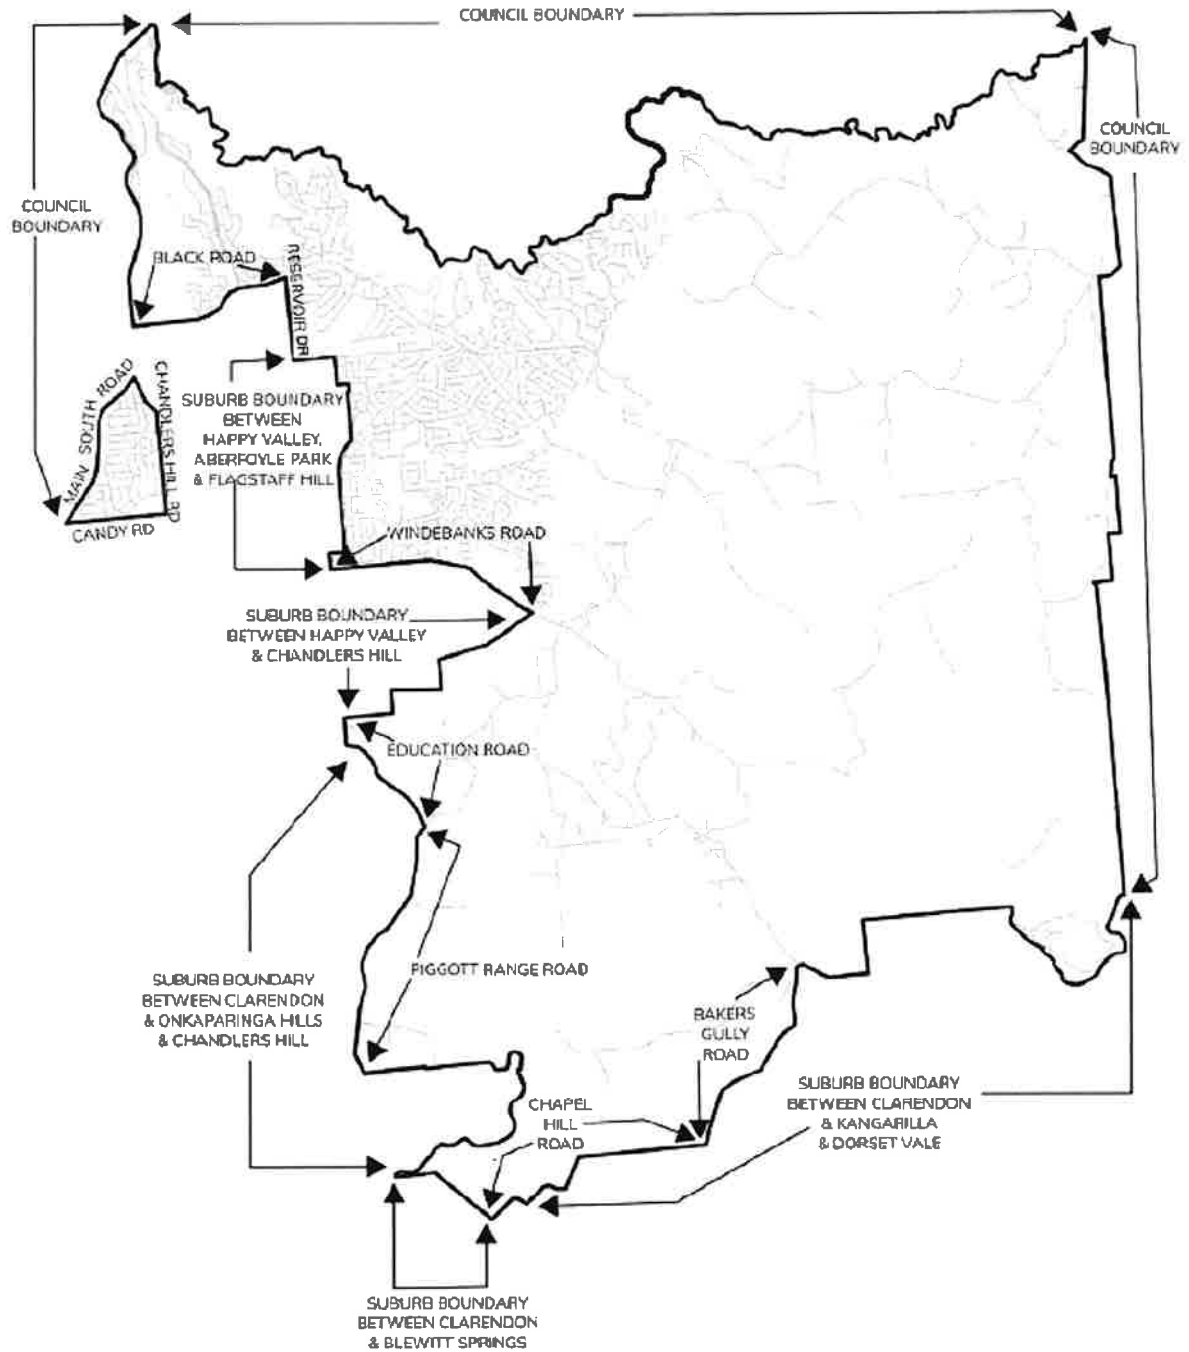 COUNCIL BOUNDARY
COUNCIL
BOUNDARY
COUNCIL
BOUNDARY
BLACK ROAD
RESERVOIR DR
MAIN SOUTH ROAD
CHANDLERS HILL RD
CANDY RD
SUBURB BOUNDARY
BETWEEN
HAPPY VALLEY,
ABERFOYLE PARK
& FLAGSTAFF HILL
WINDEBANKS ROAD
SUBURB BOUNDARY
BETWEEN HAPPY VALLEY
& CHANDLERS HILL
EDUCATION ROAD
PIGGOTT RANGE ROAD
SUBURB BOUNDARY
BETWEEN CLARENDON
& ONKAPARINGA HILLS
& CHANDLERS HILL
BAKERS
GULLY
ROAD
CHAPEL
HILL
ROAD
SUBURB BOUNDARY
BETWEEN CLARENDON
& KANGARILLA
& DORSET VALE
SUBURB BOUNDARY
BETWEEN CLARENDON
& BLEWITT SPRINGS